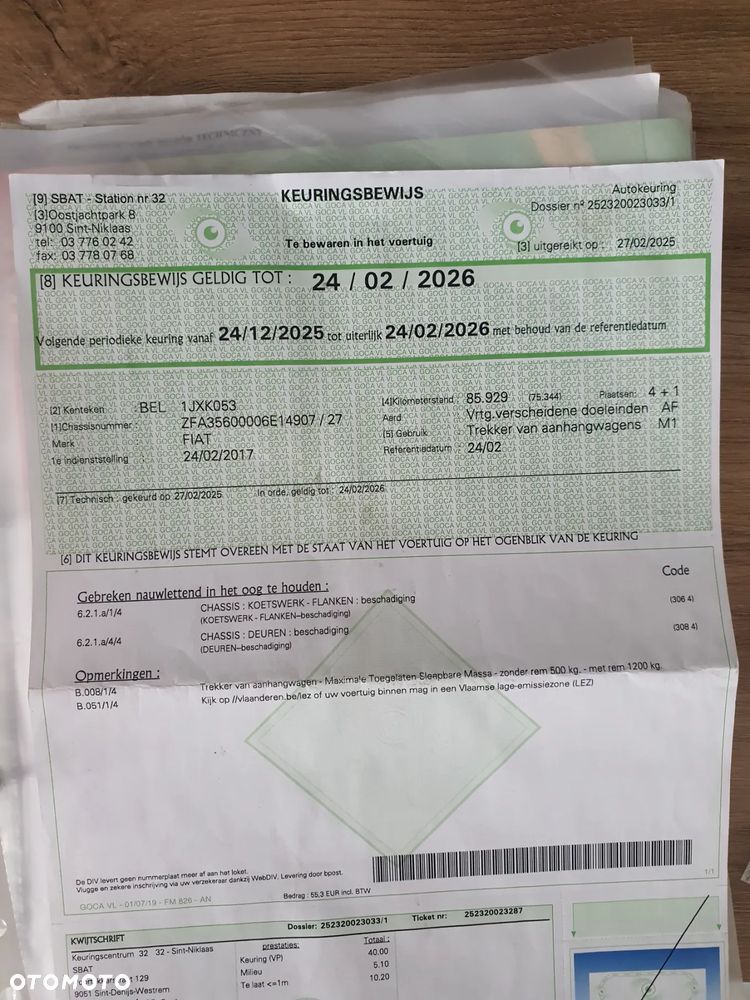 [9] SBAT - Station nr 32
KEURINGSBEWIJS
Autokeuring
[3]Oostjachtpark 8
Dossier nº 252320023033/1
9100 Sint-Niklaas
tel: 03 776 02 42
Te bewaren in het voertuig
[3] uitgereikt op : 27/02/2025
fax: 03 778 07 68
[8] KEURINGSBEWIJS GELDIG TOT : 24 / 02 / 2026
Volgende periodieke keuring vanaf 24/12/2025 tot uiterlijk 24/02/2026 met behoud van de referentiedatum
[2] Kenteken : BEL 1JXK053
[4]Kilometerstand : 85.929 (75.344) Plaatsen: 4 + 1
[1]Chassisnummer : ZFA35600006E14907 / 27
Aard : Vrtg.verscheidene doeleinden AF
Merk : FIAT
[5] Gebruik : Trekker van aanhangwagens M1
1e indienststelling : 24/02/2017
Referentiedatum : 24/02
[7] Technisch : gekeurd op 27/02/2025 In orde, geldig tot : 24/02/2026
[6] DIT KEURINGSBEWIJS STEMT OVEREEN MET DE STAAT VAN HET VOERTUIG OP HET OGENBLIK VAN DE KEURING
Gebreken nauwlettend in het oog te houden :
Code
6.2.1.a/1/4 CHASSIS : KOETSWERK - FLANKEN : beschadiging (306 4)
(KOETSWERK - FLANKEN–beschadiging)
6.2.1.a/4/4 CHASSIS : DEUREN : beschadiging (308 4)
(DEUREN–beschadiging)
Opmerkingen :
B.008/1/4 Trekker van aanhangwagen - Maximale Toegelaten Sleepbare Massa - zonder rem 500 kg. - met rem 1200 kg.
B.051/1/4 Kijk op //vlaanderen.be/lez of uw voertuig binnen mag in een Vlaamse lage-emissiezone (LEZ)
De DIV levert geen nummerplaat meer af aan het loket.
Vlugge en zekere inschrijving via uw verzekeraar dankzij WebDIV. Levering door bpost.
1/1
GOCA VL - 01/07/19 - FM 826 - AN
Bedrag : 55,3 EUR incl. BTW
Dossier: 252320023033/1 Ticket nr: 252320023287
KWIJTSCHRIFT
prestaties: Totaal :
Keuringscentrum 32 32 - Sint-Niklaas
Keuring (VP) 40.00
SBAT
Milieu 5.10
129
Te laat <=1m 10.20
9051 Sint-Denijs-Westrem
OTOMOTO